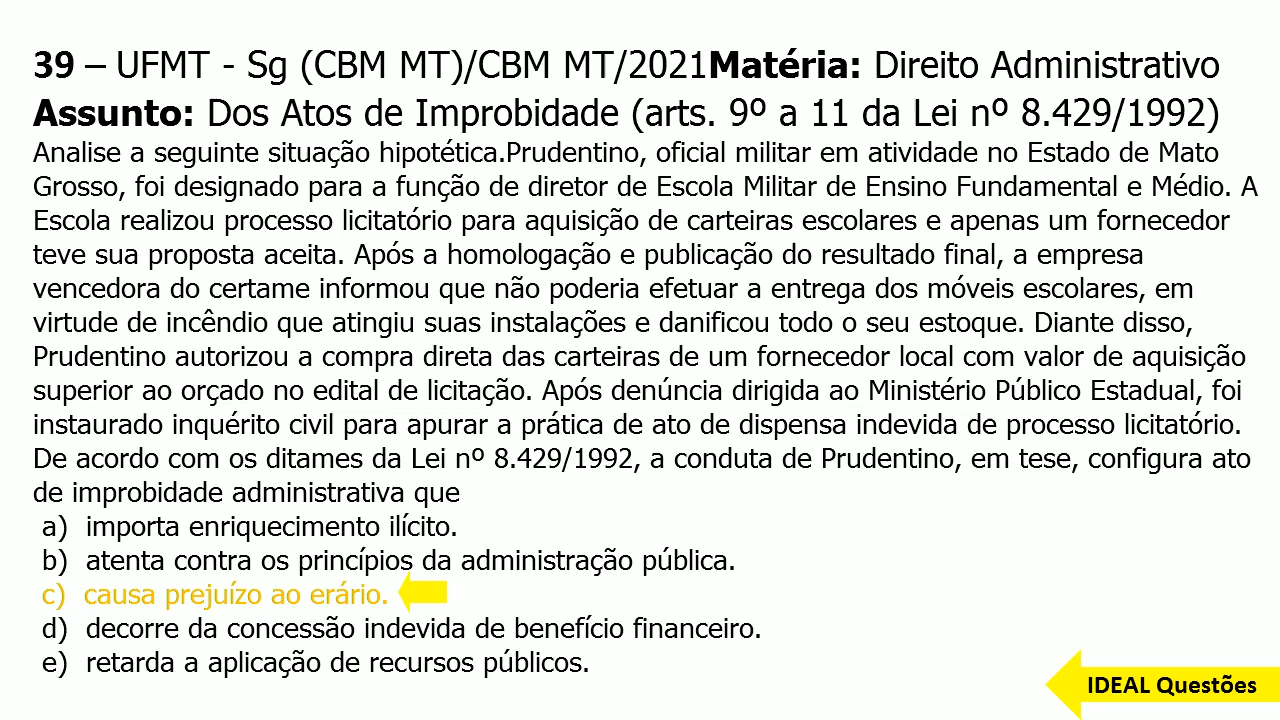 39 – UFMT - Sg (CBM MT)/CBM MT/2021Matéria: Direito Administrativo
Assunto: Dos Atos de Improbidade (arts. 9º a 11 da Lei nº 8.429/1992)
Analise a seguinte situação hipotética.Prudentino, oficial militar em atividade no Estado de Mato
Grosso, foi designado para a função de diretor de Escola Militar de Ensino Fundamental e Médio. A
Escola realizou processo licitatório para aquisição de carteiras escolares e apenas um fornecedor
teve sua proposta aceita. Após a homologação e publicação do resultado final, a empresa
vencedora do certame informou que não poderia efetuar a entrega dos móveis escolares, em
virtude de incêndio que atingiu suas instalações e danificou todo o seu estoque. Diante disso,
Prudentino autorizou a compra direta das carteiras de um fornecedor local com valor de aquisição
superior ao orçado no edital de licitação. Após denúncia dirigida ao Ministério Público Estadual, foi
instaurado inquérito civil para apurar a prática de ato de dispensa indevida de processo licitatório.
De acordo com os ditames da Lei nº 8.429/1992, a conduta de Prudentino, em tese, configura ato
de improbidade administrativa que
a) importa enriquecimento ilícito.
b) atenta contra os princípios da administração pública.
c) causa prejuízo ao erário.
d) decorre da concessão indevida de benefício financeiro.
e) retarda a aplicação de recursos públicos.
IDEAL Questões